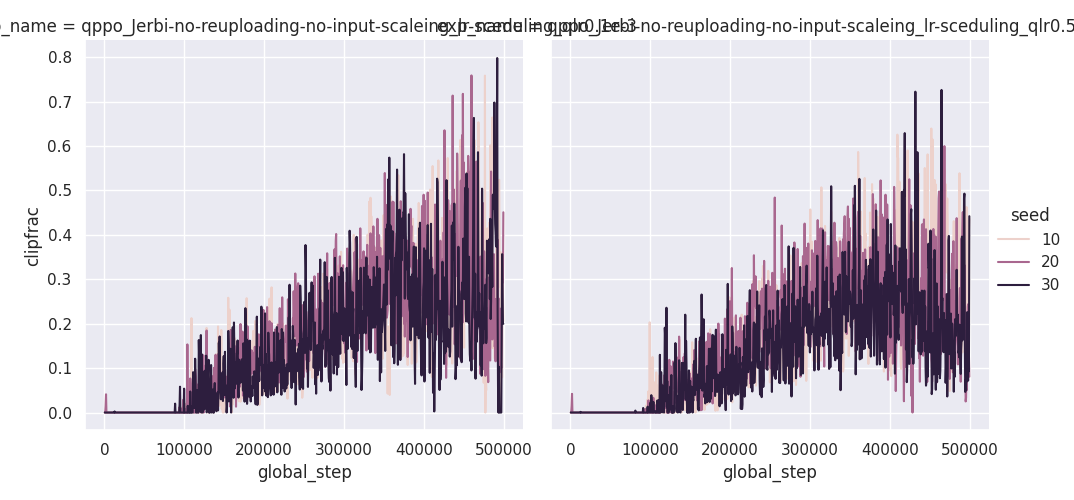 o_name = qppo_Jerbi-no-reuploading-no-input-scaleing_lr-sceduling_qlr0.1e-3
exp_name = qppo_Jerbi-no-reuploading-no-input-scaleing_lr-sceduling_qlr0.5
0.8
0.7
0.6
0.5
0.4
0.3
0.2
0.1
0.0
clipfrac
0 100000 200000 300000 400000 500000
global_step
0 100000 200000 300000 400000 500000
global_step
seed
10
20
30